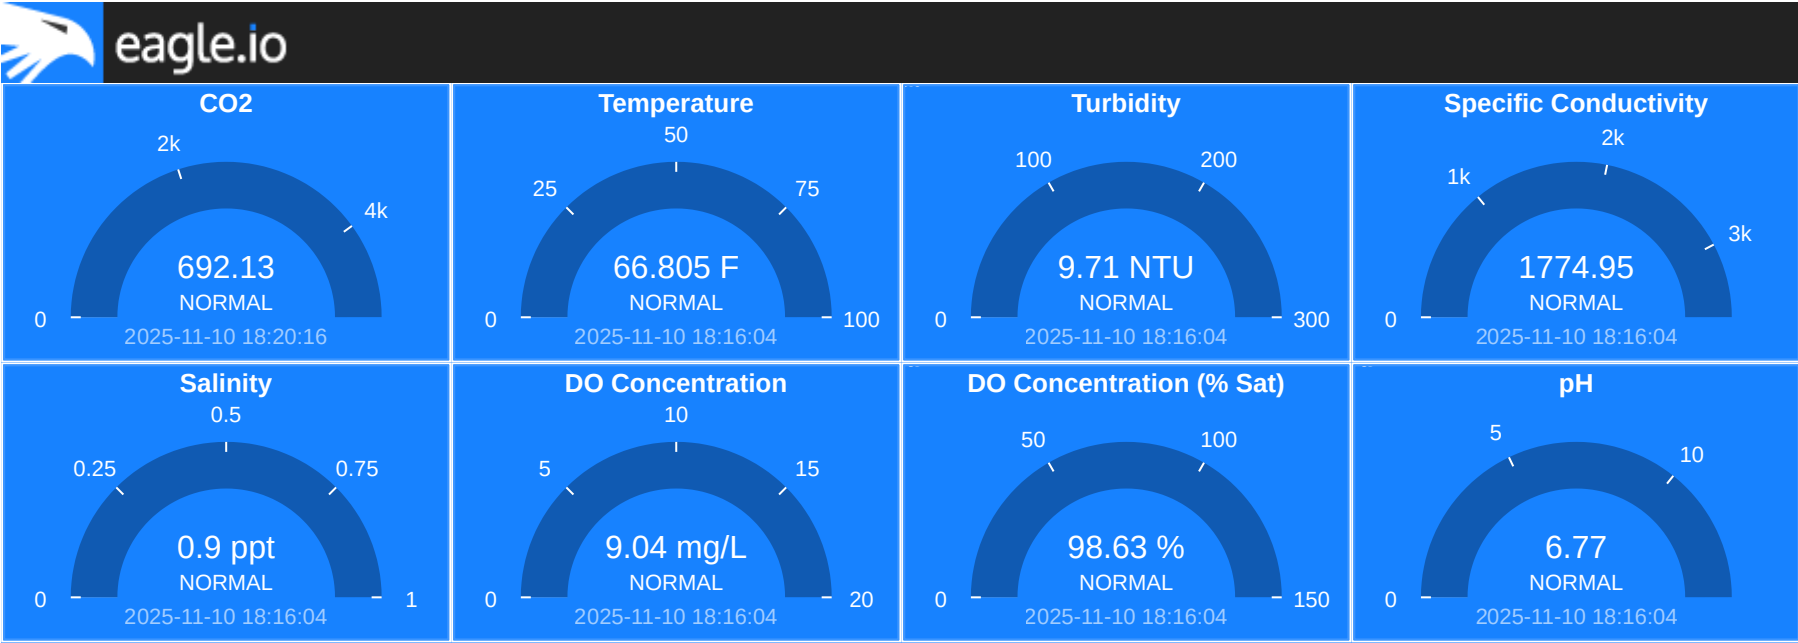 eagle.io
CO2
2k
4k
692.13
NORMAL
0
2025-11-10 18:20:16
Temperature
50
25
75
66.805 F
NORMAL
0
100
2025-11-10 18:16:04
Turbidity
100
200
9.71 NTU
NORMAL
0
300
2025-11-10 18:16:04
Specific Conductivity
2k
1k
3k
1774.95
NORMAL
0
2025-11-10 18:16:04
Salinity
0.5
0.25
0.75
0.9 ppt
NORMAL
0
1
2025-11-10 18:16:04
DO Concentration
10
5
15
9.04 mg/L
NORMAL
0
20
2025-11-10 18:16:04
DO Concentration (% Sat)
50
100
98.63 %
NORMAL
0
150
2025-11-10 18:16:04
pH
5
10
6.77
NORMAL
0
2025-11-10 18:16:04